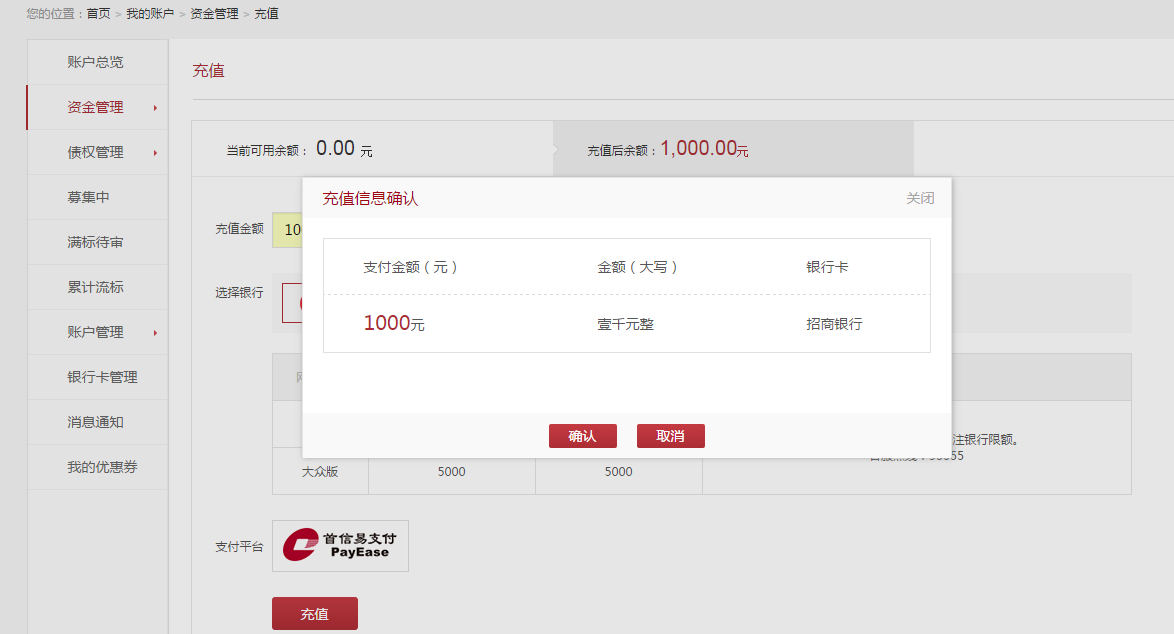 您的位置：首页 > 我的账户 > 资金管理 > 充值
账户总览
资金管理
债权管理
募集中
满标待审
累计流标
账户管理
银行卡管理
消息通知
我的优惠券
充值
当前可用余额： 0.00 元
充值后余额：1,000.00元
充值金额
选择银行
充值信息确认 关闭
支付金额（元） 金额（大写） 银行卡
1000元 壹千元整 招商银行
确认 取消
注银行限额。
大众版 5000 5000
支付平台
首信易支付
PayEase
充值